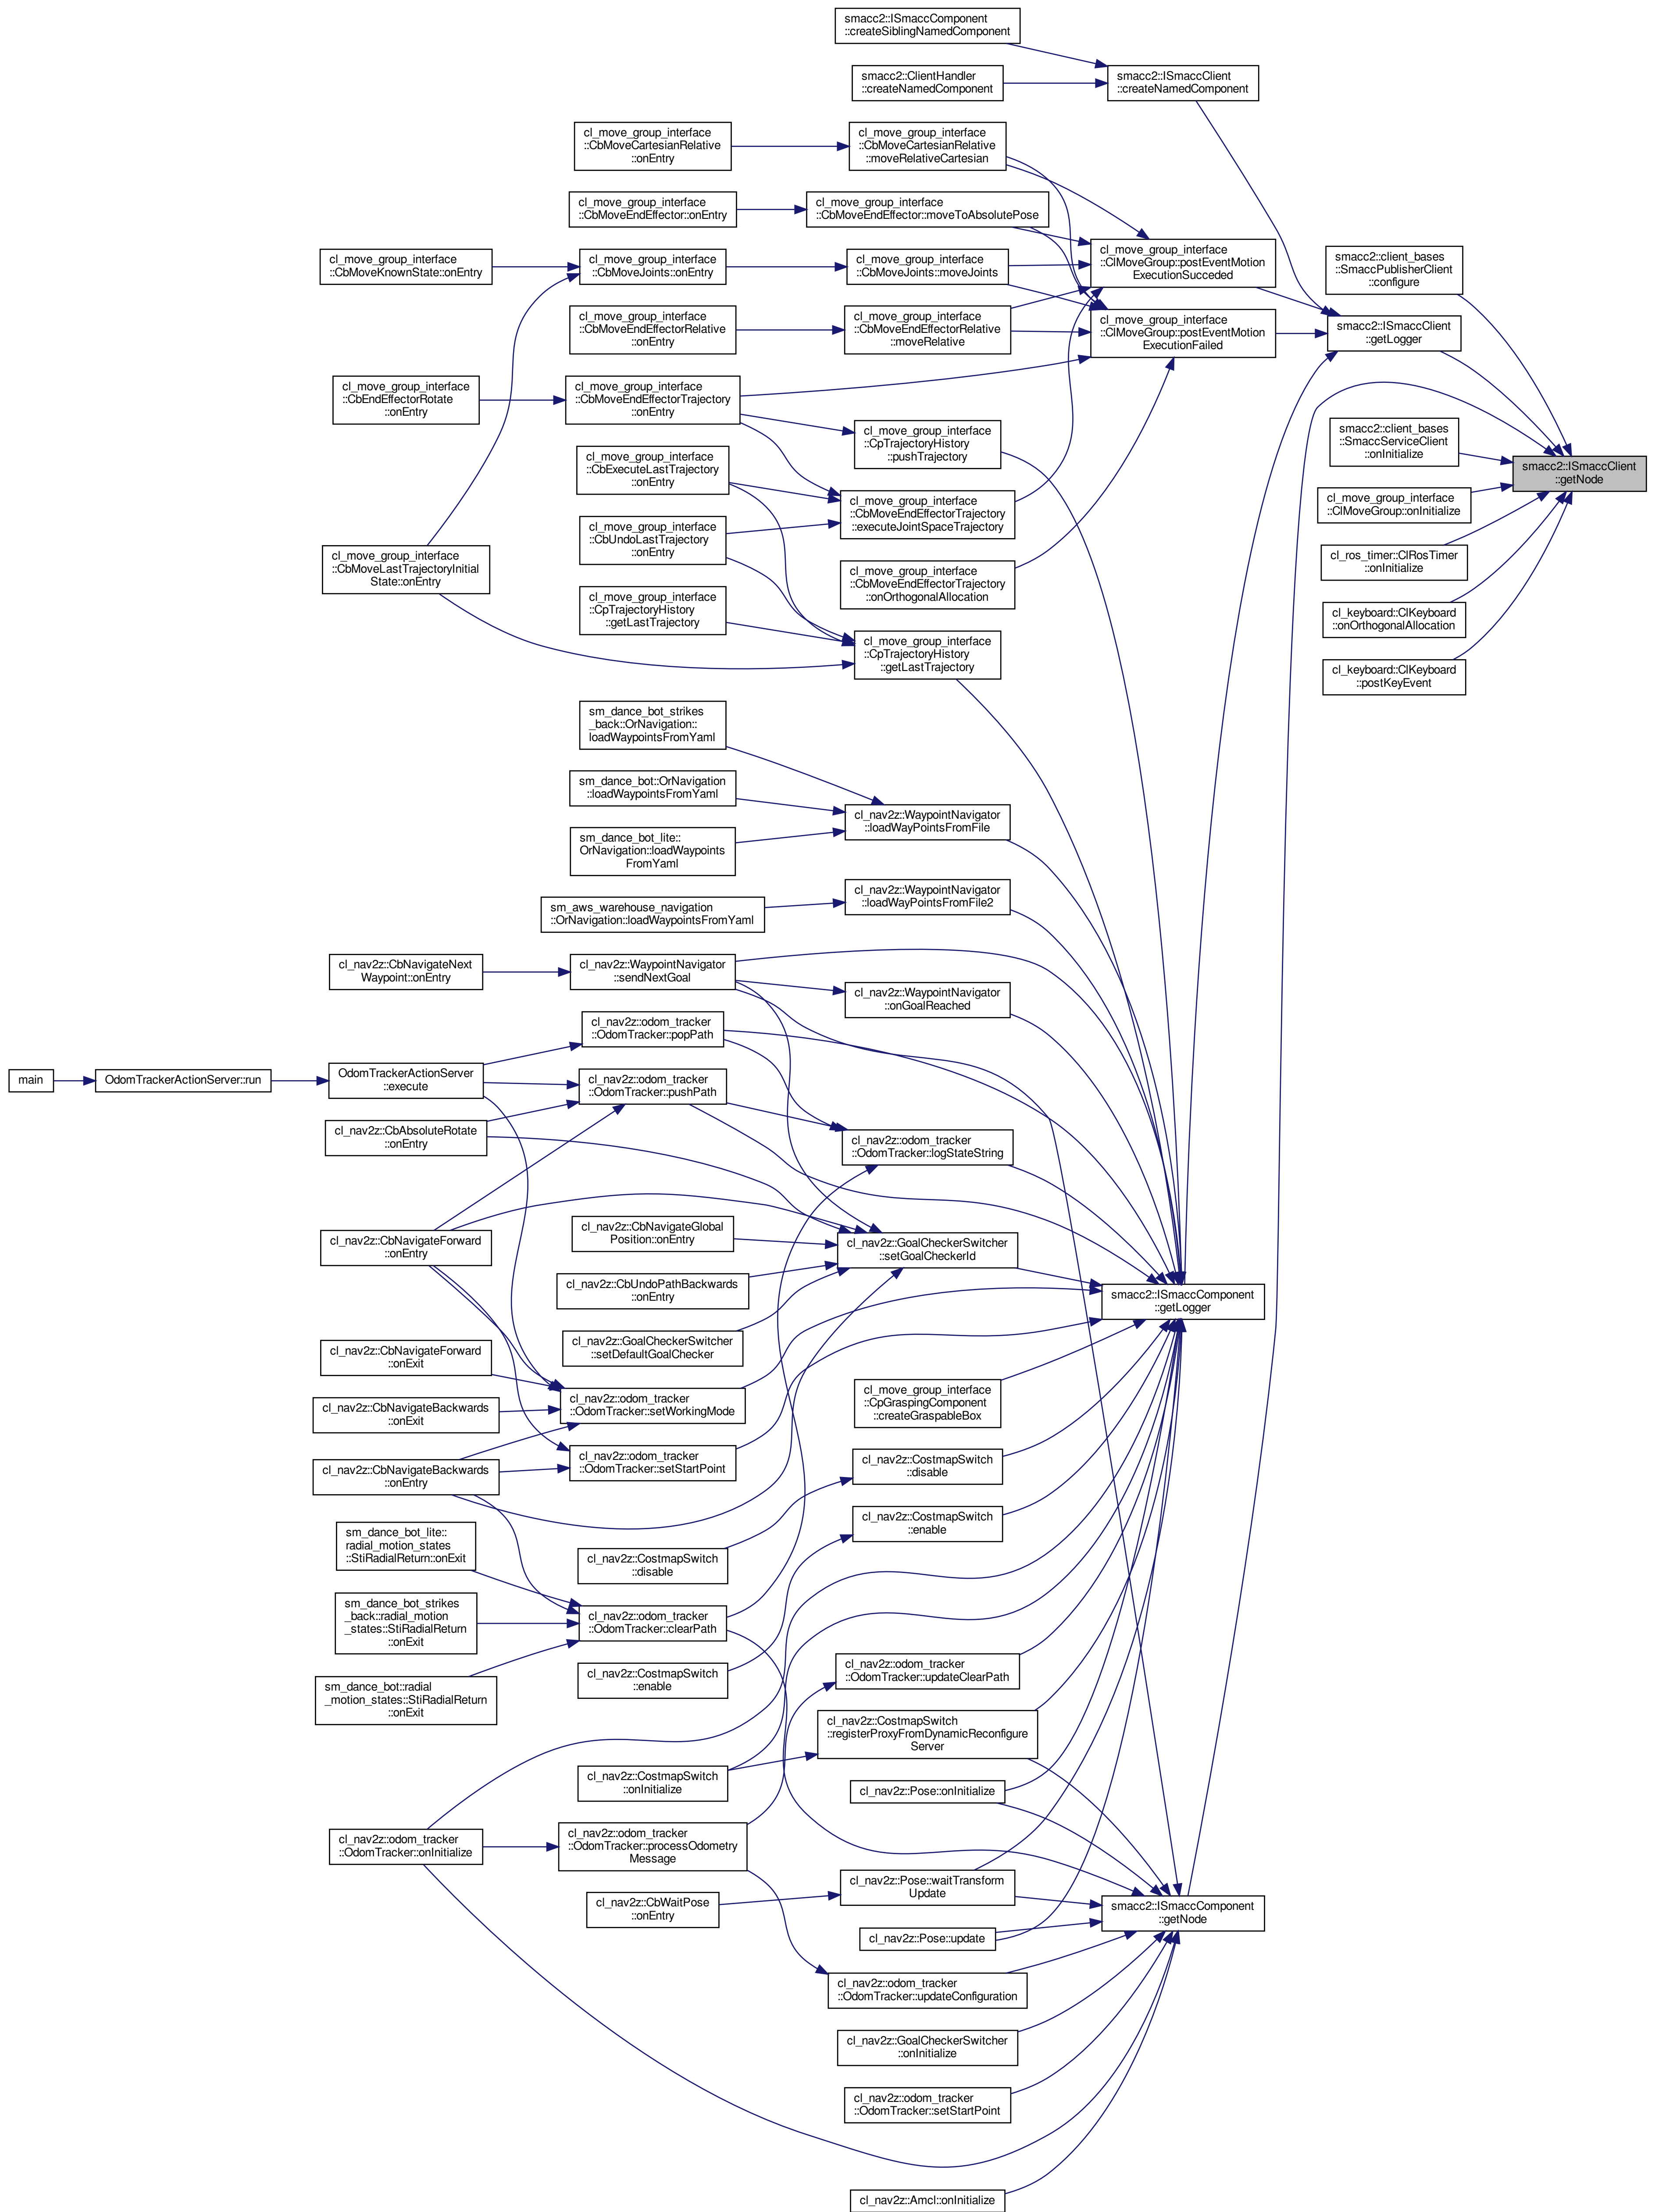 smacc2::ISmaccComponent
::createSiblingNamedComponent
smacc2::ClientHandler
::createNamedComponent
smacc2::ISmaccClient
::createNamedComponent
cl_move_group_interface
::CbMoveCartesianRelative
::onEntry
cl_move_group_interface
::CbMoveCartesianRelative
::moveRelativeCartesian
cl_move_group_interface
::CbMoveEndEffector::onEntry
cl_move_group_interface
::CbMoveEndEffector::moveToAbsolutePose
cl_move_group_interface
::CbMoveKnownState::onEntry
cl_move_group_interface
::CbMoveJoints::onEntry
cl_move_group_interface
::CbMoveJoints::moveJoints
cl_move_group_interface
::ClMoveGroup::postEventMotion
ExecutionSucceded
smacc2::client_bases
::SmaccPublisherClient
::configure
cl_move_group_interface
::CbMoveEndEffectorRelative
::onEntry
cl_move_group_interface
::CbMoveEndEffectorRelative
::moveRelative
cl_move_group_interface
::ClMoveGroup::postEventMotion
ExecutionFailed
smacc2::ISmaccClient
::getLogger
cl_move_group_interface
::CbEndEffectorRotate
::onEntry
cl_move_group_interface
::CbMoveEndEffectorTrajectory
::onEntry
cl_move_group_interface
::CpTrajectoryHistory
::pushTrajectory
smacc2::client_bases
::SmaccServiceClient
::onInitialize
smacc2::ISmaccClient
::getNode
cl_move_group_interface
::CbExecuteLastTrajectory
::onEntry
cl_move_group_interface
::CbMoveEndEffectorTrajectory
::executeJointSpaceTrajectory
cl_move_group_interface
::ClMoveGroup::onInitialize
cl_move_group_interface
::CbUndoLastTrajectory
::onEntry
cl_ros_timer::ClRosTimer
::onInitialize
cl_move_group_interface
::CbMoveLastTrajectoryInitial
State::onEntry
cl_move_group_interface
::CbMoveEndEffectorTrajectory
::onOrthogonalAllocation
cl_move_group_interface
::CpTrajectoryHistory
::getLastTrajectory
cl_keyboard::ClKeyboard
::onOrthogonalAllocation
cl_move_group_interface
::CpTrajectoryHistory
::getLastTrajectory
cl_keyboard::ClKeyboard
::postKeyEvent
sm_dance_bot_strikes
_back::OrNavigation::
loadWaypointsFromYaml
sm_dance_bot::OrNavigation
::loadWaypointsFromYaml
cl_nav2z::WaypointNavigator
::loadWayPointsFromFile
sm_dance_bot_lite::
OrNavigation::loadWaypoints
FromYaml
cl_nav2z::WaypointNavigator
::loadWayPointsFromFile2
sm_aws_warehouse_navigation
::OrNavigation::loadWaypointsFromYaml
cl_nav2z::CbNavigateNext
Waypoint::onEntry
cl_nav2z::WaypointNavigator
::sendNextGoal
cl_nav2z::WaypointNavigator
::onGoalReached
cl_nav2z::odom_tracker
::OdomTracker::popPath
main
OdomTrackerActionServer::run
OdomTrackerActionServer
::execute
cl_nav2z::odom_tracker
::OdomTracker::pushPath
cl_nav2z::CbAbsoluteRotate
::onEntry
cl_nav2z::odom_tracker
::OdomTracker::logStateString
cl_nav2z::CbNavigateForward
::onEntry
cl_nav2z::CbNavigateGlobal
Position::onEntry
cl_nav2z::GoalCheckerSwitcher
::setGoalCheckerId
cl_nav2z::CbUndoPathBackwards
::onEntry
smacc2::ISmaccComponent
::getLogger
cl_nav2z::GoalCheckerSwitcher
::setDefaultGoalChecker
cl_nav2z::CbNavigateForward
::onExit
cl_nav2z::odom_tracker
::OdomTracker::setWorkingMode
cl_move_group_interface
::CpGraspingComponent
::createGraspableBox
cl_nav2z::CbNavigateBackwards
::onExit
cl_nav2z::CbNavigateBackwards
::onEntry
cl_nav2z::odom_tracker
::OdomTracker::setStartPoint
cl_nav2z::CostmapSwitch
::disable
cl_nav2z::CostmapSwitch
::enable
sm_dance_bot_lite::
radial_motion_states
::StiRadialReturn::onExit
cl_nav2z::CostmapSwitch
::disable
sm_dance_bot_strikes
_back::radial_motion
_states::StiRadialReturn
::onExit
cl_nav2z::odom_tracker
::OdomTracker::clearPath
cl_nav2z::CostmapSwitch
::enable
cl_nav2z::odom_tracker
::OdomTracker::updateClearPath
sm_dance_bot::radial
_motion_states::StiRadialReturn
::onExit
cl_nav2z::CostmapSwitch
::registerProxyFromDynamicReconfigure
Server
cl_nav2z::CostmapSwitch
::onInitialize
cl_nav2z::Pose::onInitialize
cl_nav2z::odom_tracker
::OdomTracker::onInitialize
cl_nav2z::odom_tracker
::OdomTracker::processOdometry
Message
cl_nav2z::Pose::waitTransform
Update
cl_nav2z::CbWaitPose
::onEntry
smacc2::ISmaccComponent
::getNode
cl_nav2z::Pose::update
cl_nav2z::odom_tracker
::OdomTracker::updateConfiguration
cl_nav2z::GoalCheckerSwitcher
::onInitialize
cl_nav2z::odom_tracker
::OdomTracker::setStartPoint
cl_nav2z::Amcl::onInitialize